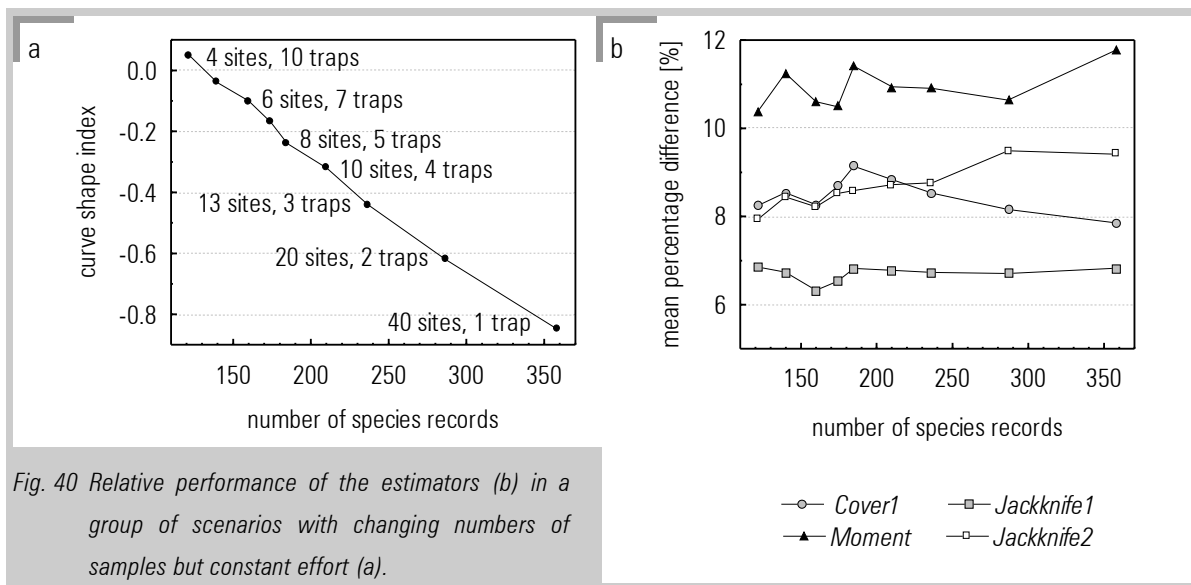 a
curve shape index
0.0
-0.2
-0.4
-0.6
-0.8
4 sites, 10 traps
6 sites, 7 traps
8 sites, 5 traps
10 sites, 4 traps
13 sites, 3 traps
20 sites, 2 traps
40 sites, 1 trap
150 200 250 300 350
number of species records
b
mean percentage difference [%]
12
10
8
6
150 200 250 300 350
number of species records
Cover1 Jackknife1
Moment Jackknife2
Fig. 40 Relative performance of the estimators (b) in a
group of scenarios with changing numbers of
samples but constant effort (a).